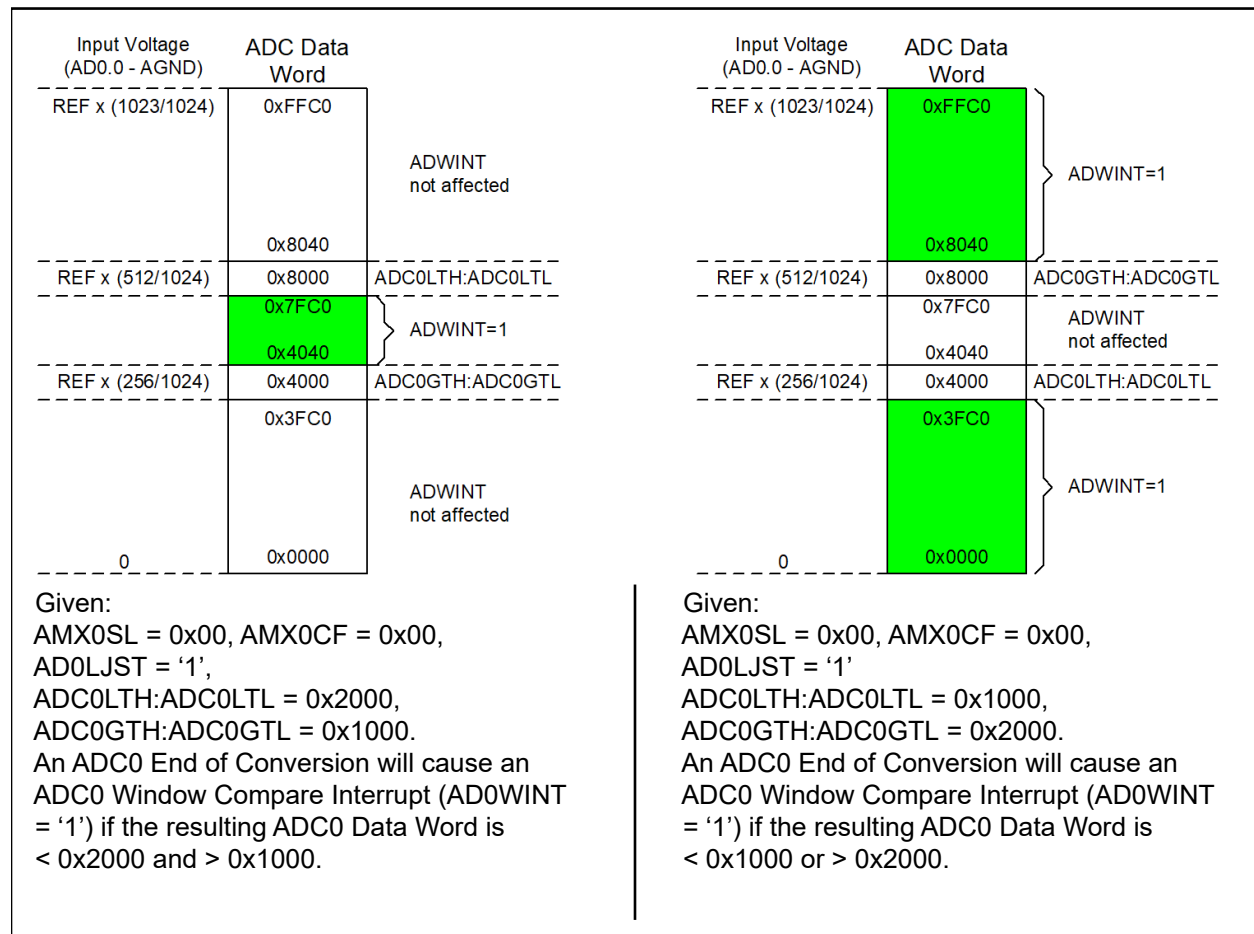 Input Voltage
(AD0.0 - AGND)
ADC Data
Word
REF x (1023/1024)
0xFFC0
ADWINT
not affected
0x8040
REF x (512/1024)
0x8000
ADC0LTH:ADC0LTL
0x7FC0
ADWINT=1
0x4040
REF x (256/1024)
0x4000
ADC0GTH:ADC0GTL
0x3FC0
ADWINT
not affected
0
0x0000
Given:
AMX0SL = 0x00, AMX0CF = 0x00,
AD0LJST = ‘1’,
ADC0LTH:ADC0LTL = 0x2000,
ADC0GTH:ADC0GTL = 0x1000.
An ADC0 End of Conversion will cause an
ADC0 Window Compare Interrupt (AD0WINT
= ‘1’) if the resulting ADC0 Data Word is
< 0x2000 and > 0x1000.
Input Voltage
(AD0.0 - AGND)
ADC Data
Word
REF x (1023/1024)
0xFFC0
ADWINT=1
0x8040
REF x (512/1024)
0x8000
ADC0GTH:ADC0GTL
0x7FC0
ADWINT
not affected
0x4040
REF x (256/1024)
0x4000
ADC0LTH:ADC0LTL
0x3FC0
ADWINT=1
0
0x0000
Given:
AMX0SL = 0x00, AMX0CF = 0x00,
AD0LJST = ‘1’
ADC0LTH:ADC0LTL = 0x1000,
ADC0GTH:ADC0GTL = 0x2000.
An ADC0 End of Conversion will cause an
ADC0 Window Compare Interrupt (AD0WINT
= ‘1’) if the resulting ADC0 Data Word is
< 0x1000 or > 0x2000.